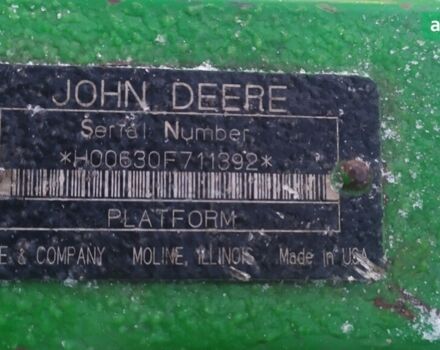 JOHN DEERE
Serial Number
*H00630F711392*
PLATFORM
E & COMPANY MOLINE, ILLINOIS Made in USA
a